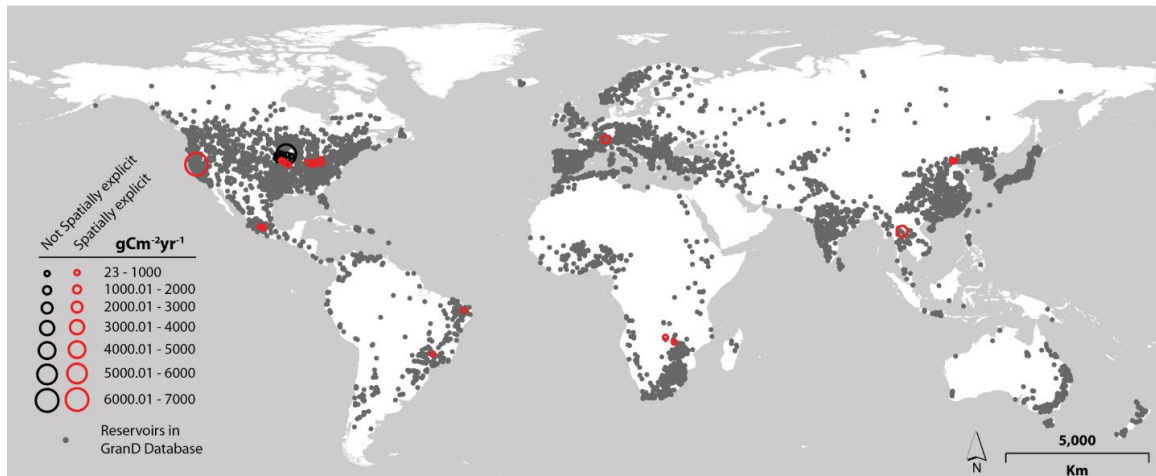 Not Spatially explicit
Spatially explicit
gCm⁻²yr⁻¹
23 - 1000
1000.01 - 2000
2000.01 - 3000
3000.01 - 4000
4000.01 - 5000
5000.01 - 6000
6000.01 - 7000
Reservoirs in
GranD Database
N
5,000
Km